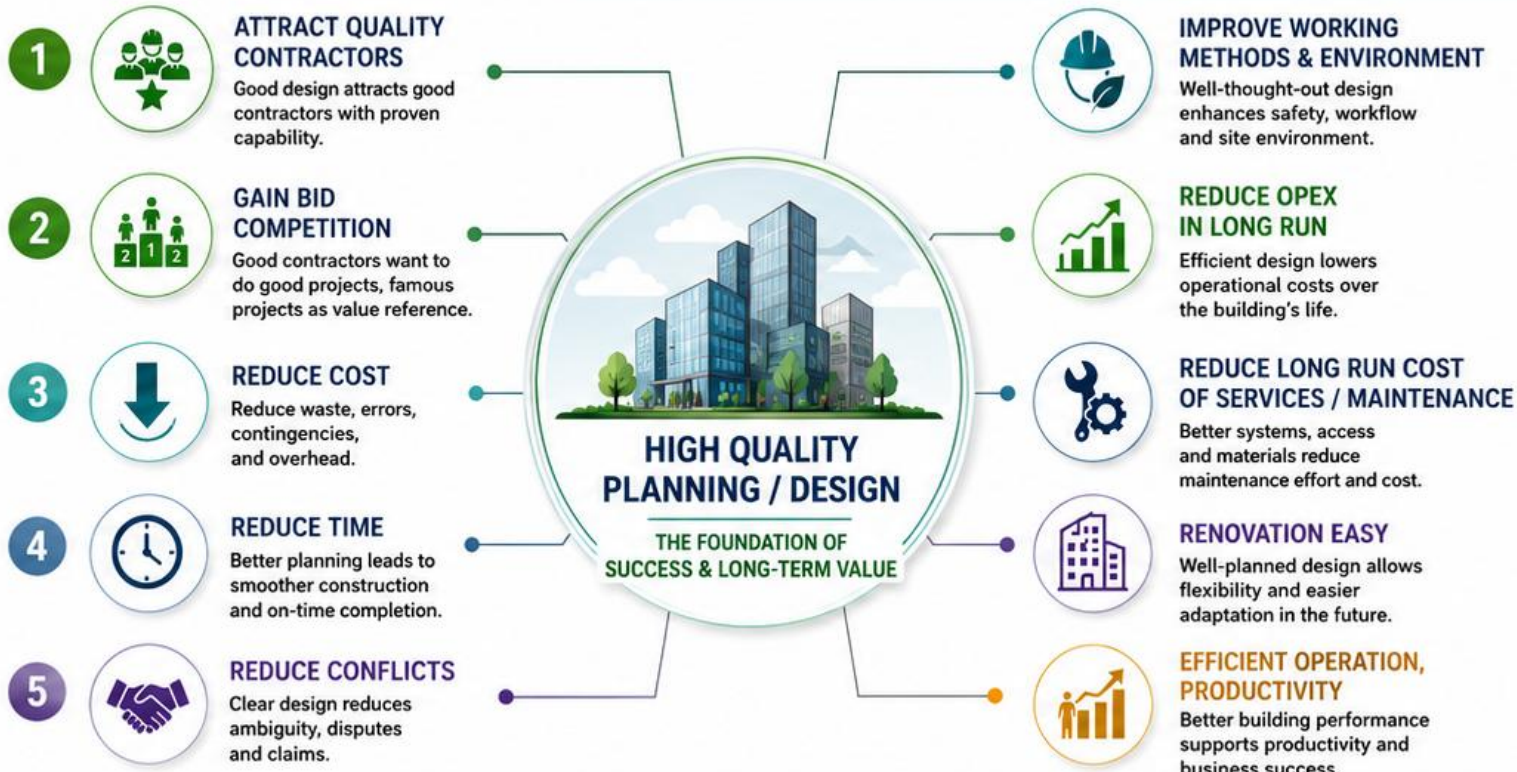 1
ATTRACT QUALITY
CONTRACTORS
Good design attracts good
contractors with proven
capability.
2
2 1 2
GAIN BID
COMPETITION
Good contractors want to
do good projects, famous
projects as value reference.
3
REDUCE COST
Reduce waste, errors,
contingencies,
and overhead.
4
REDUCE TIME
Better planning leads to
smoother construction
and on-time completion.
5
REDUCE CONFLICTS
Clear design reduces
ambiguity, disputes
and claims.
HIGH QUALITY
PLANNING / DESIGN
THE FOUNDATION OF
SUCCESS & LONG-TERM VALUE
IMPROVE WORKING
METHODS & ENVIRONMENT
Well-thought-out design
enhances safety, workflow
and site environment.
REDUCE OPEX
IN LONG RUN
Efficient design lowers
operational costs over
the building's life.
REDUCE LONG RUN COST
OF SERVICES / MAINTENANCE
Better systems, access
and materials reduce
maintenance effort and cost.
RENOVATION EASY
Well-planned design allows
flexibility and easier
adaptation in the future.
EFFICIENT OPERATION,
PRODUCTIVITY
Better building performance
supports productivity and
business success.